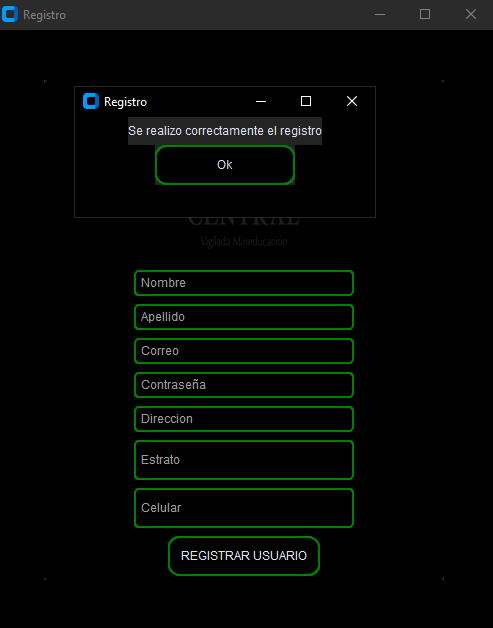 Registro
Registro
Se realizo correctamente el registro
Ok
CENTRAL
Vigilada Mineducación
Nombre
Apellido
Correo
Contraseña
Direccion
Estrato
Celular
REGISTRAR USUARIO